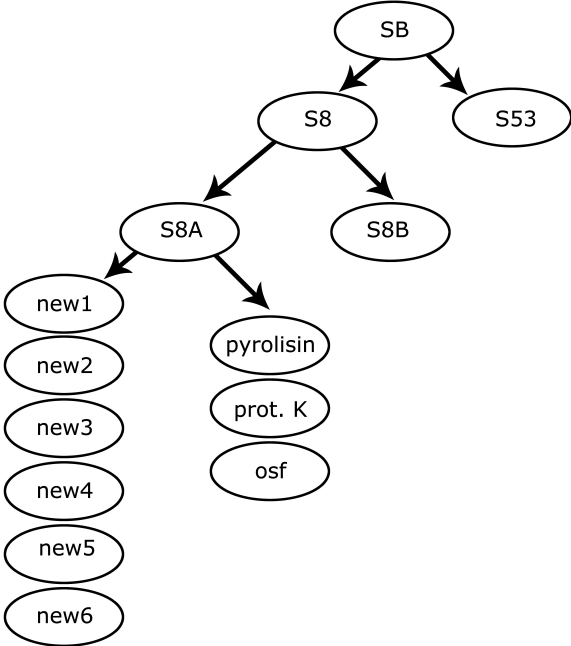 SB
S8
S53
S8A
S8B
new1
new2
new3
new4
new5
new6
pyrolisin
prot. K
osf